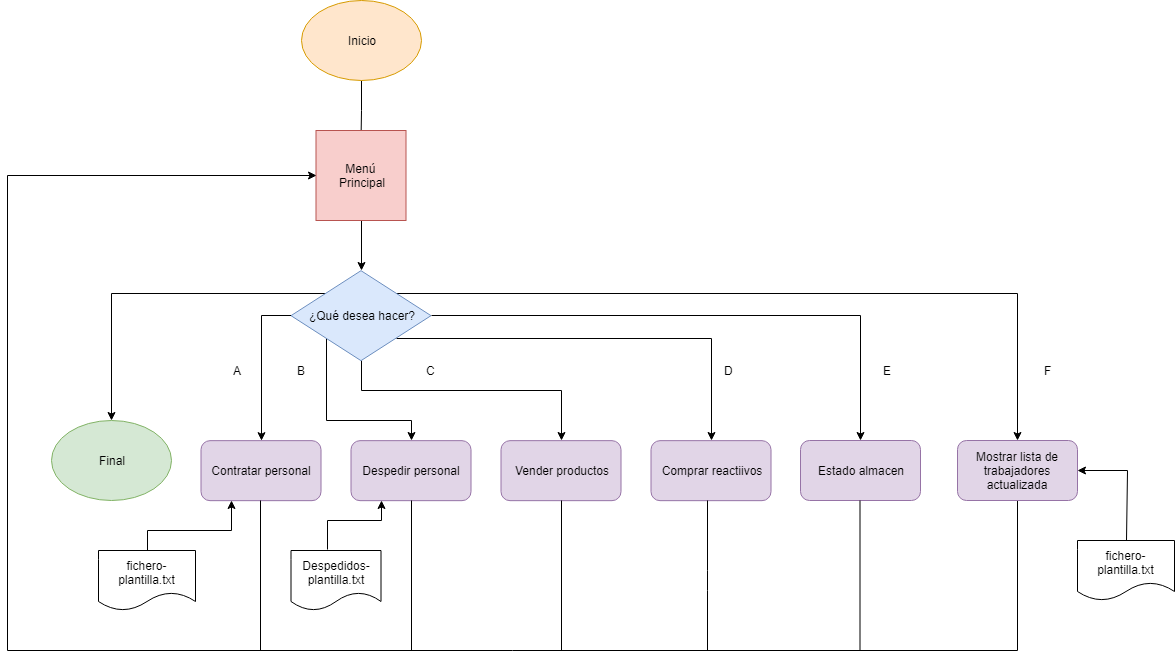 Inicio
Menú
Principal
¿Qué desea hacer?
A
B
C
D
E
F
Final
Contratar personal
Despedir personal
Vender productos
Comprar reactiivos
Estado almacen
Mostrar lista de
trabajadores
actualizada
fichero-
plantilla.txt
Despedidos-
plantilla.txt
fichero-
plantilla.txt